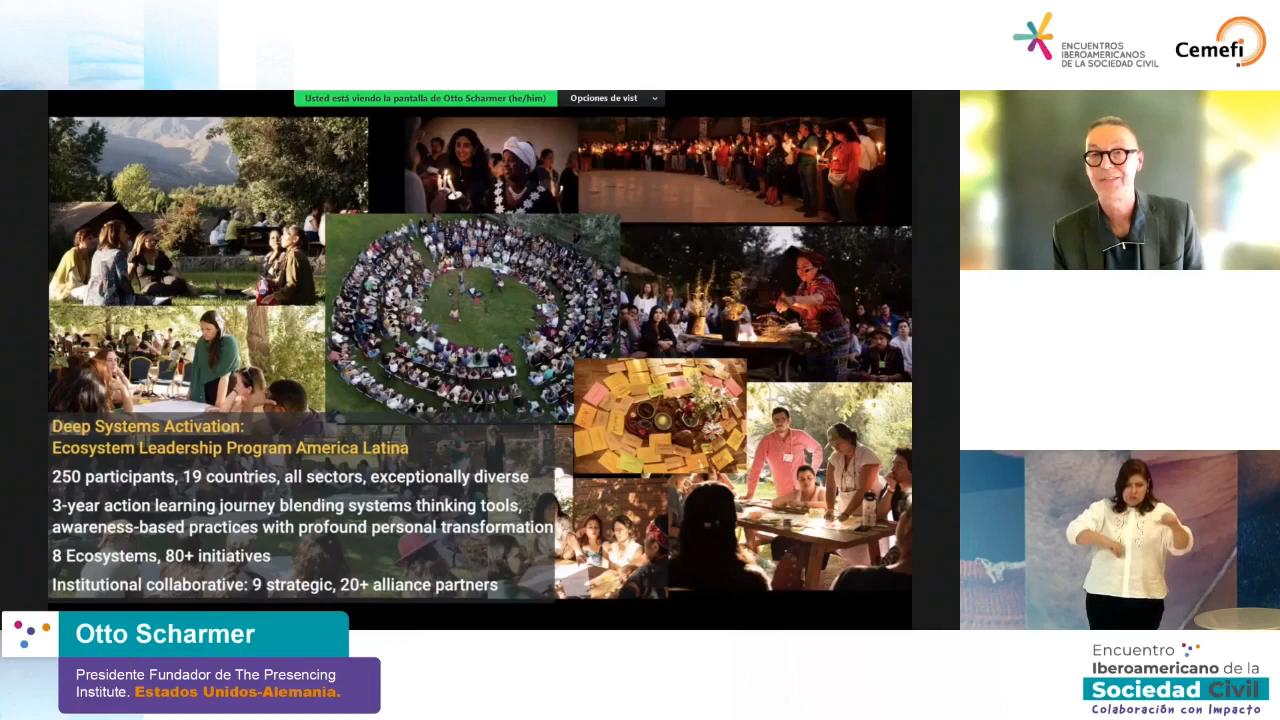 ENCUENTROS
IBEROAMERICANOS
DE LA SOCIEDAD CIVIL
Cemefi
Usted está viendo la pantalla de Otto Scharmer (he/him)
Opciones de vist
Deep Systems Activation:
Ecosystem Leadership Program America Latina
250 participants, 19 countries, all sectors, exceptionally diverse
3-year action learning journey blending systems thinking tools,
awareness-based practices with profound personal transformation
8 Ecosystems, 80+ initiatives
Institutional collaborative: 9 strategic, 20+ alliance partners
Otto Scharmer
Presidente Fundador de The Presencing
Institute. Estados Unidos-Alemania.
Encuentro
Iberoamericano de la
Sociedad Civil
Colaboración con Impacto